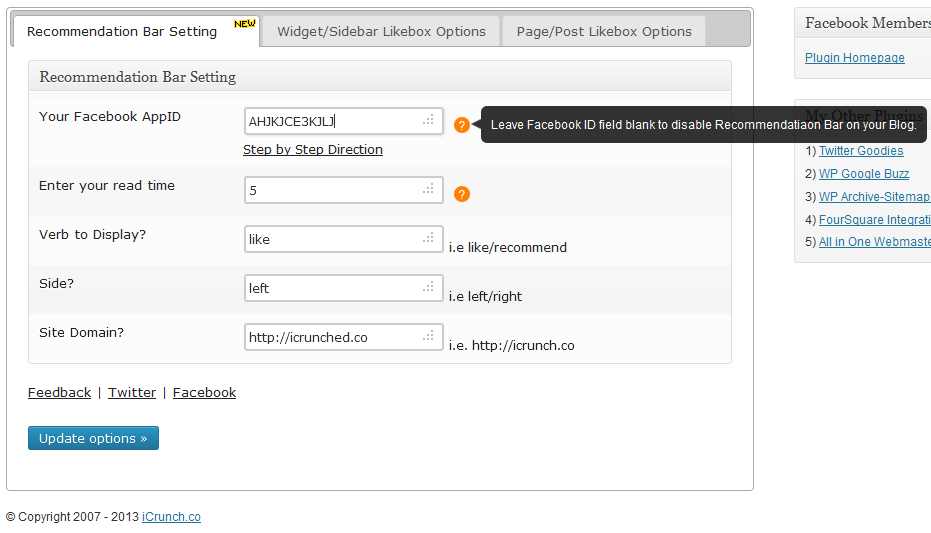 Recommendation Bar Setting NEW Widget/Sidebar Likebox Options Page/Post Likebox Options
Recommendation Bar Setting
Your Facebook AppID AHJKJCE3KJLJ ? Leave Facebook ID field blank to disable Recommendatiaon Bar on your Blog.
Step by Step Direction
Enter your read time 5 ?
Verb to Display? like i.e like/recommend
Side? left i.e left/right
Site Domain? http://icrunched.co i.e. http://icrunch.co
Feedback | Twitter | Facebook
Update options »
© Copyright 2007 - 2013 iCrunch.co
Facebook Members
Plugin Homepage
My Other Plugins
1) Twitter Goodies
2) WP Google Buzz
3) WP Archive-Sitemap
4) FourSquare Integrati
5) All in One Webmaste